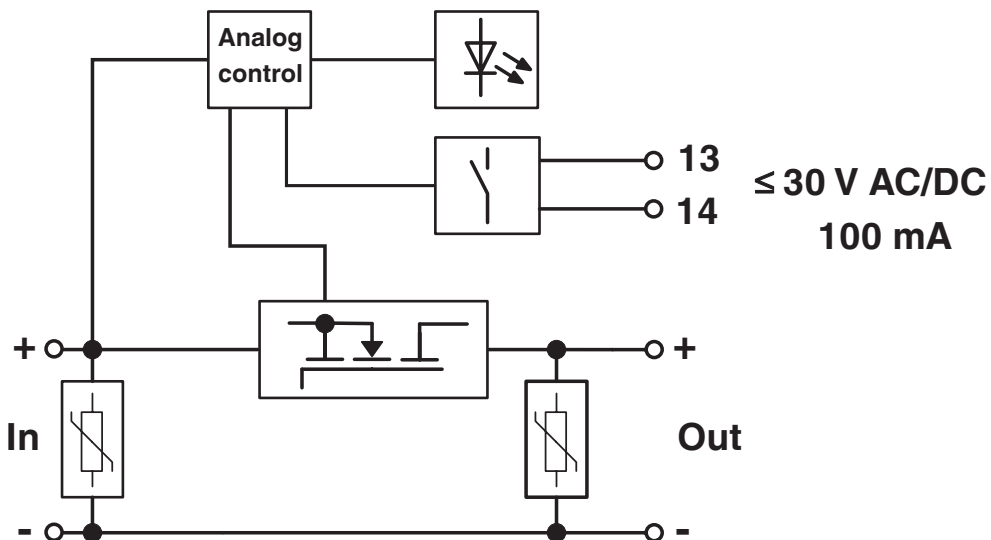 Analog
control
13
14
≤ 30 V AC/DC
100 mA
+
+
In
Out
-
-